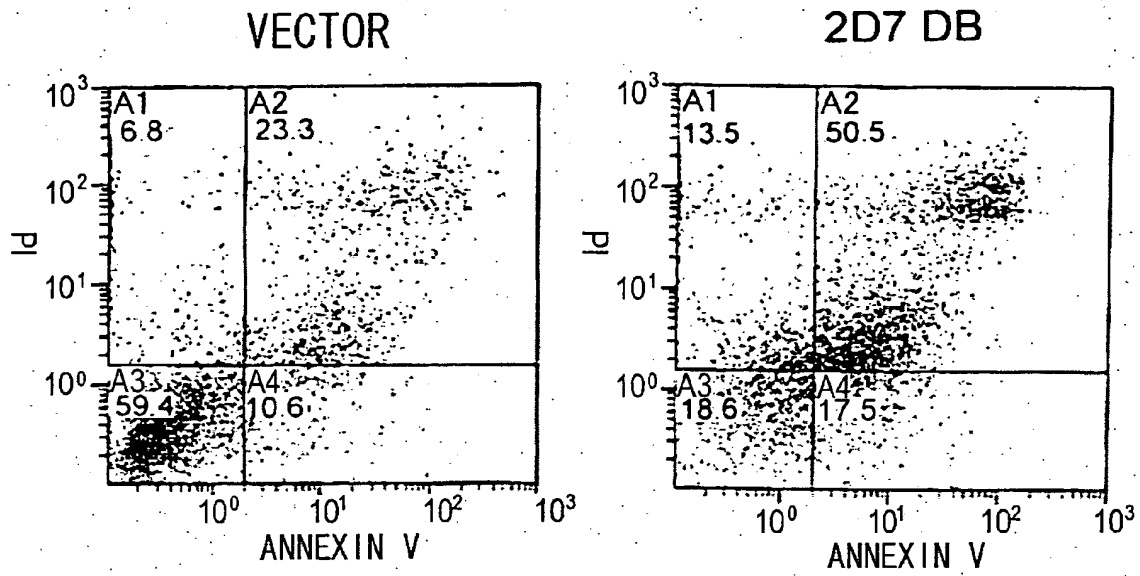 VECTOR
10³
A1
6.8
A2
23.3
10²
PI
10¹
10⁰
A3
59.4
A4
10.6
10⁰ 10¹ 10² 10³
ANNEXIN V
2D7 DB
10³
A1
13.5
A2
50.5
10²
PI
10¹
10⁰
A3
18.6
A4
17.5
10⁰ 10¹ 10² 10³
ANNEXIN V